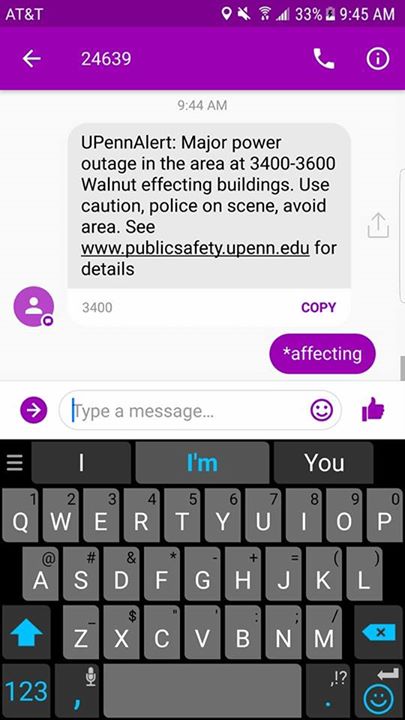 AT&T 33% 9:45 AM
24639
9:44 AM
UPennAlert: Major power
outage in the area at 3400-3600
Walnut effecting buildings. Use
caution, police on scene, avoid
area. See
www.publicsafety.upenn.edu for
details
3400 COPY
*affecting
Type a message...
I I'm You
1 2 3 4 5 6 7 8 9 0
Q W E R T Y U I O P
@ # & * - + = ( )
A S D F G H J K L
_ $ " ' : ; /
Z X C V B N M
123 , . ,!?